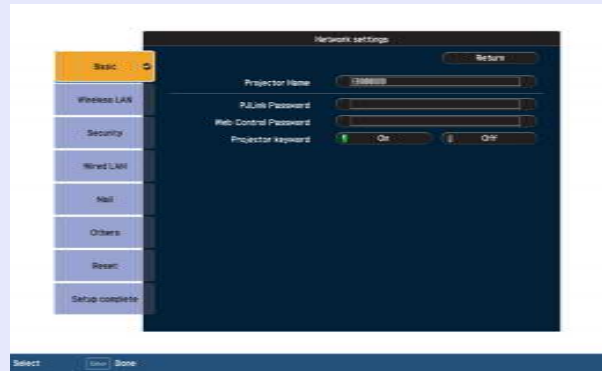 Network settings
Return
Basic
Projector Name
Wireless LAN
PJLink Password
Web Control Password
Security
Projector keyword On Off
Wired LAN
Mail
Others
Reset
Setup complete
Select Done